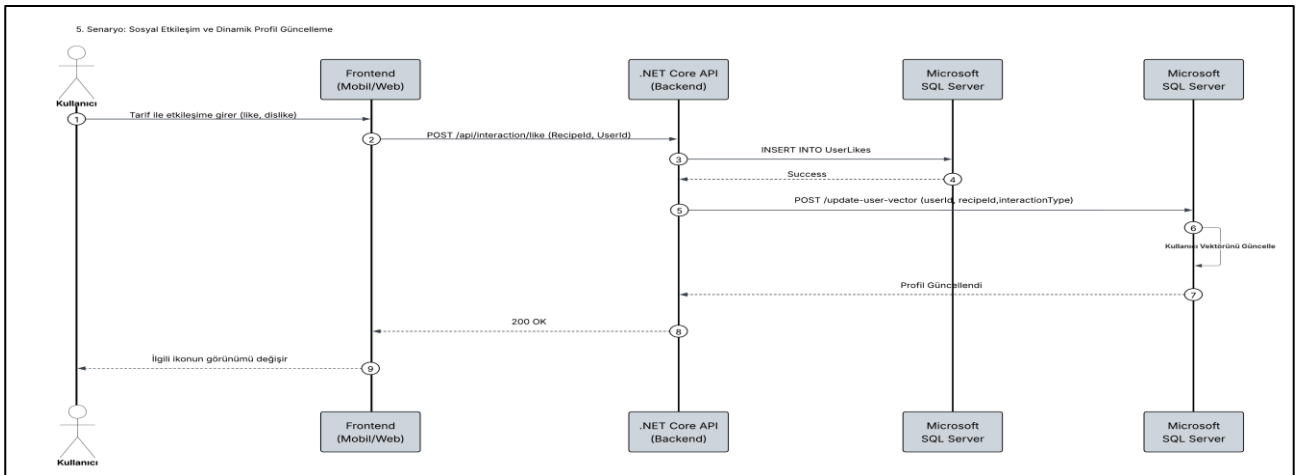 5. Senaryo: Sosyal Etkileşim ve Dinamik Profil Güncelleme
Kullanıcı
Frontend
(Mobil/Web)
.NET Core API
(Backend)
Microsoft
SQL Server
Microsoft
SQL Server
1
Tarif ile etkileşime girer (like, dislike)
2
POST /api/interaction/like (RecipeId, UserId)
3
INSERT INTO UserLikes
Success
4
5
POST /update-user-vector (userId, recipeId,interactionType)
6
Kullanıcı Vektörünü Güncelle
Profil Güncellendi
7
200 OK
8
İlgili ikonun görünümü değişir
9
Kullanıcı
Frontend
(Mobil/Web)
.NET Core API
(Backend)
Microsoft
SQL Server
Microsoft
SQL Server